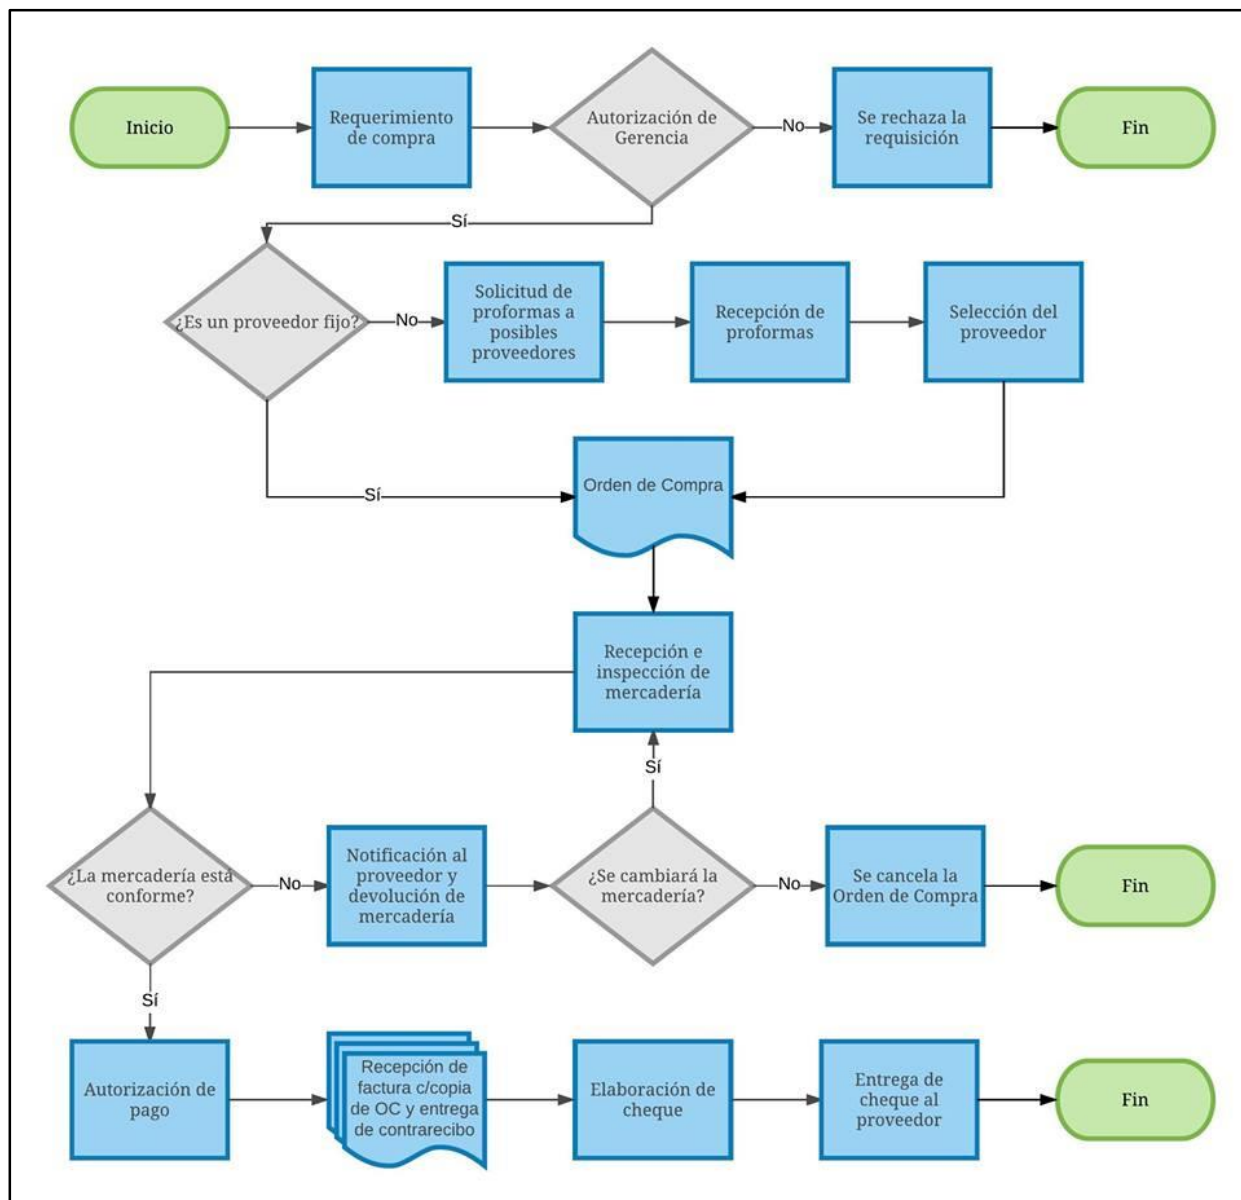 Inicio
Requerimiento
de compra
Autorización de
Gerencia
No
Se rechaza la
requisición
Fin
Sí
¿Es un proveedor fijo?
No
Solicitud de
proformas a
posibles
proveedores
Recepción de
proformas
Selección del
proveedor
Sí
Orden de Compra
Recepción e
inspección de
mercadería
Sí
¿La mercadería está
conforme?
No
Notificación al
proveedor y
devolución de
mercadería
¿Se cambiará la
mercadería?
No
Se cancela la
Orden de Compra
Fin
Sí
Autorización de
pago
Recepción de
factura c/copia
de OC y entrega
de contrarecibo
Elaboración de
cheque
Entrega de
cheque al
proveedor
Fin